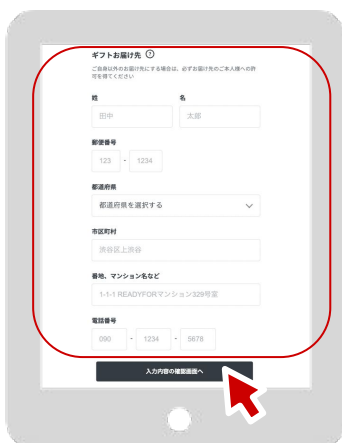 ギフトお届け先 ?
ご自身以外のお届け先にする場合は、必ずお届け先のご本人様への許
可を得てください
姓 名
田中 太郎
郵便番号
123 - 1234
都道府県
都道府県を選択する
市区町村
渋谷区上渋谷
番地、マンション名など
1-1-1 READYFORマンション329号室
電話番号
090 - 1234 - 5678
入力内容の確認画面へ